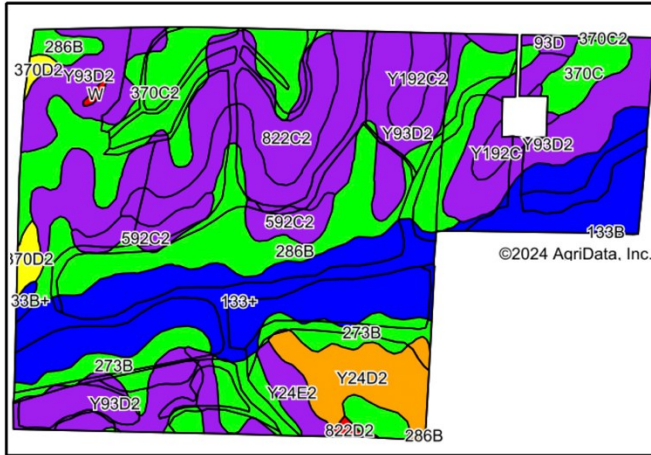 286B
93D
370C2
370D2
Y93D2
W
370C2
Y192C2
370C
822C2
Y93D2
Y192C
Y93D2
592C2
592C2
133B
286B
©2024 AgriData, Inc.
370D2
33B+
133+
273B
273B
Y24E2
Y24D2
Y93D2
822D2
286B